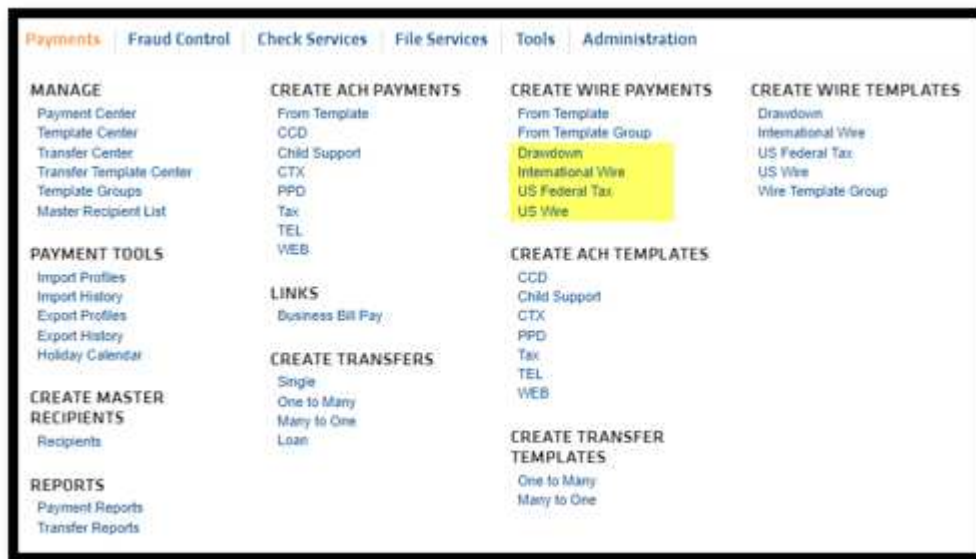 Payments Fraud Control Check Services File Services Tools Administration
MANAGE
Payment Center
Template Center
Transfer Center
Transfer Template Center
Template Groups
Master Recipient List
PAYMENT TOOLS
Import Profiles
Import History
Export Profiles
Export History
Holiday Calendar
CREATE MASTER
RECIPIENTS
Recipients
REPORTS
Payment Reports
Transfer Reports
CREATE ACH PAYMENTS
From Template
CCD
Child Support
CTX
PPD
Tax
TEL
WEB
LINKS
Business Bill Pay
CREATE TRANSFERS
Single
One to Many
Many to One
Loan
CREATE WIRE PAYMENTS
From Template
From Template Group
Drawdown
International Wire
US Federal Tax
US Wire
CREATE ACH TEMPLATES
CCD
Child Support
CTX
PPD
Tax
TEL
WEB
CREATE TRANSFER
TEMPLATES
One to Many
Many to One
CREATE WIRE TEMPLATES
Drawdown
International Wire
US Federal Tax
US Wire
Wire Template Group